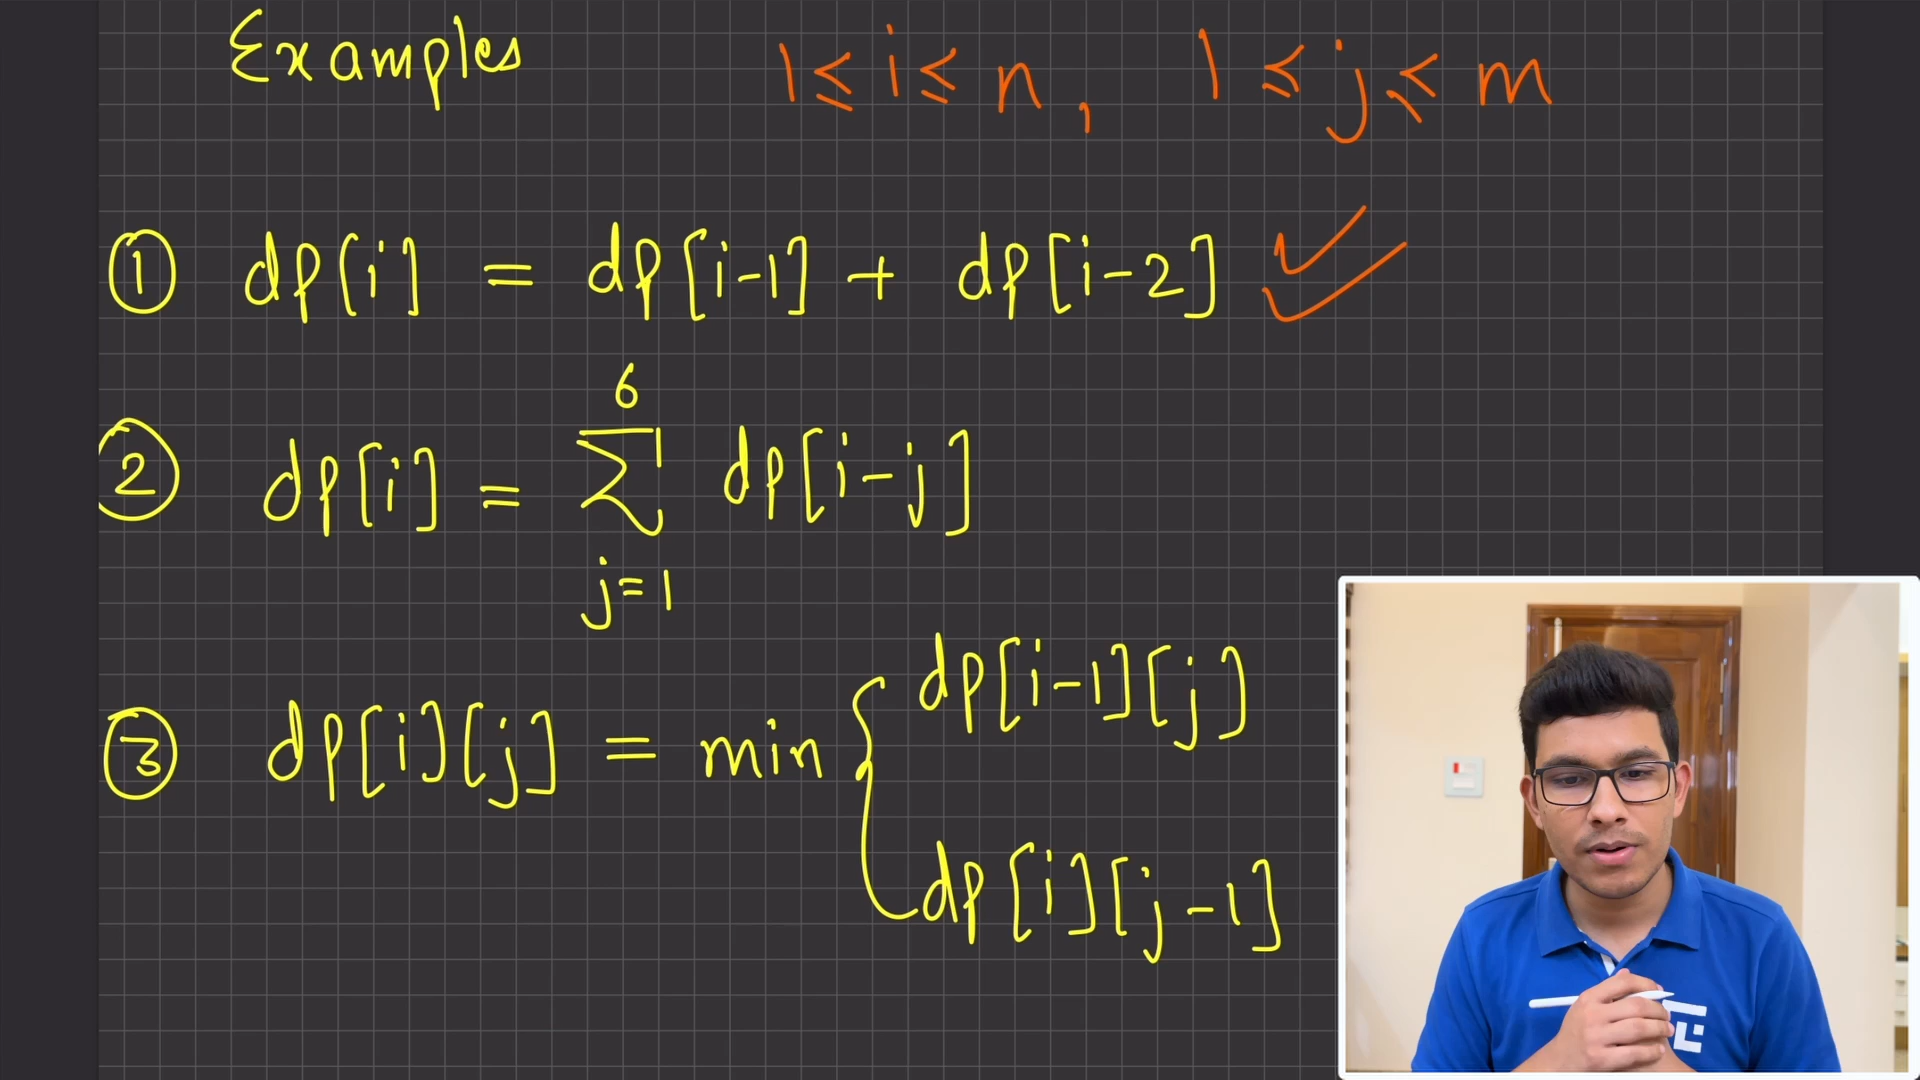 Examples 1 ≤ i ≤ n, 1 ≤ j ≤ m
① dp[i] = dp[i-1] + dp[i-2]
② dp[i] = 6 ∑ j=1 dp[i-j]
③ dp[i][j] = min { dp[i-1][j]
dp[i][j-1]